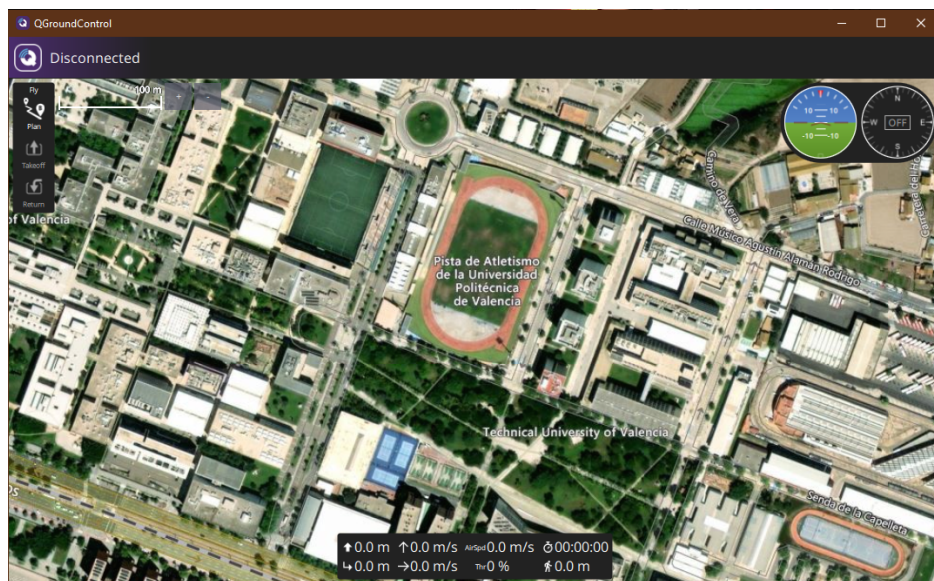 QGroundControl
Disconnected
Fly
Plan
Takeoff
Return
100 m
10 10
-10 -10
N
W OFF E
S
Camino de Vera
Calle Músico Agustín Alamán Rodrigo
of Valencia
Pista de Atletismo
de la Universidad
Politécnica
de Valencia
Technical University of Valencia
Senda de la Capelleta
0.0 m 0.0 m/s AirSpd 0.0 m/s 00:00:00
0.0 m 0.0 m/s Thr 0 % 0.0 m